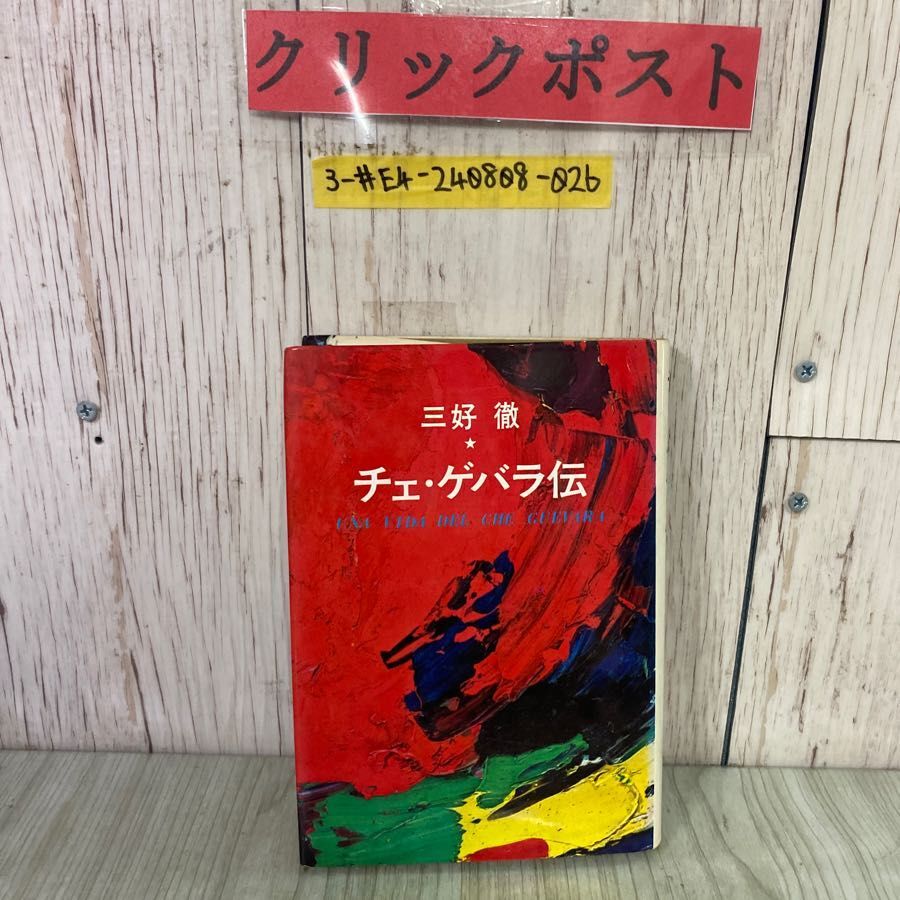 クリックポスト
3-#E4-240808-026
三好 徹
★
チェ・ゲバラ伝
UNA VIDA DEL CHE GUEVARA